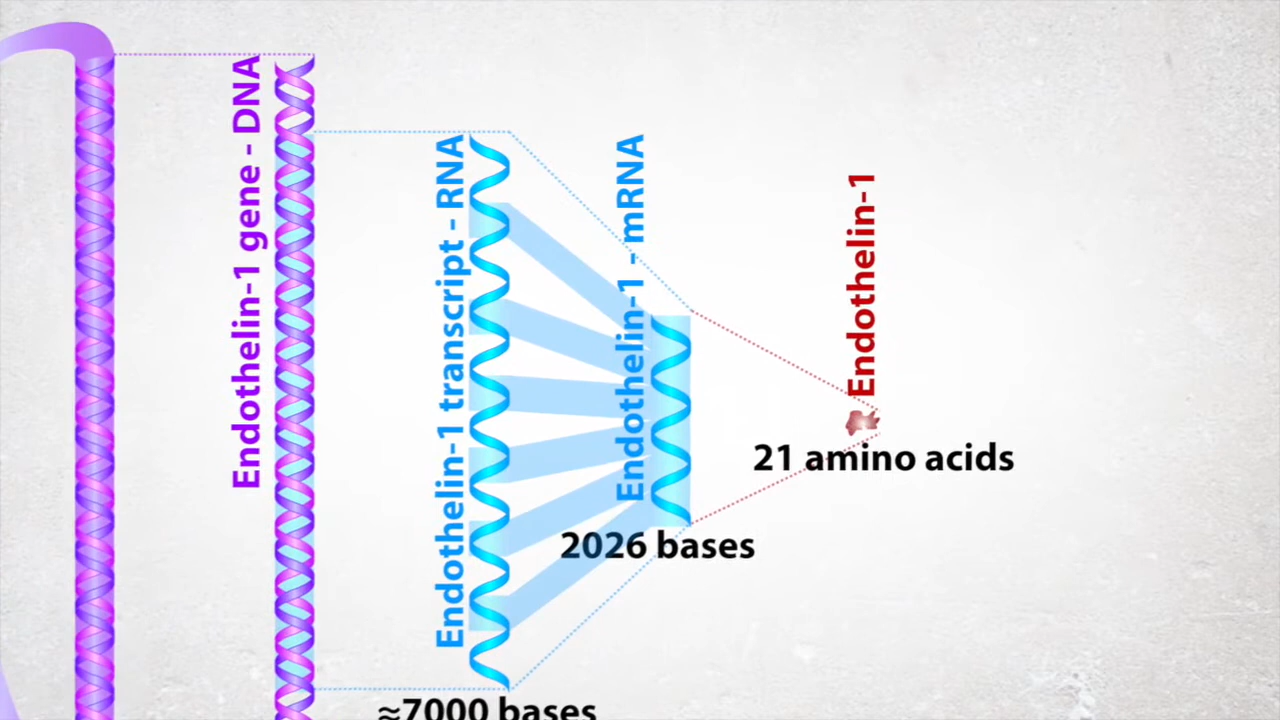 Endothelin-1 gene - DNA
Endothelin-1 transcript - RNA
≈7000 bases
Endothelin-1 - mRNA
2026 bases
Endothelin-1
21 amino acids